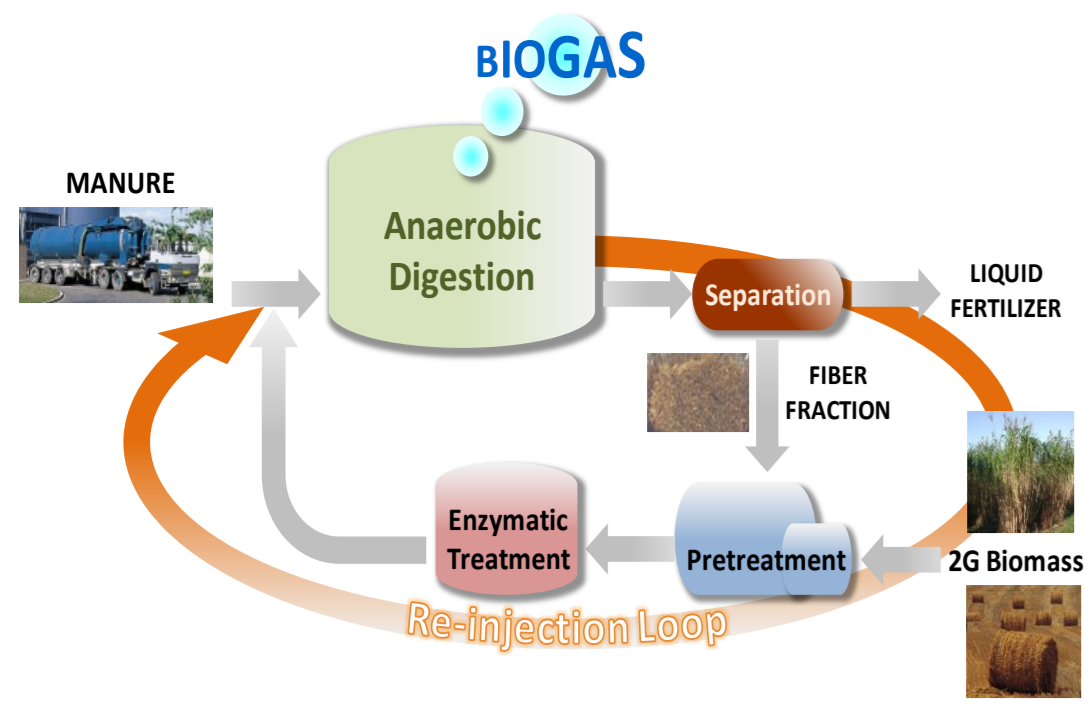 BIOGAS
MANURE
Anaerobic
Digestion
Separation
LIQUID
FERTILIZER
FIBER
FRACTION
Enzymatic
Treatment
Pretreatment
2G Biomass
Re-injection Loop